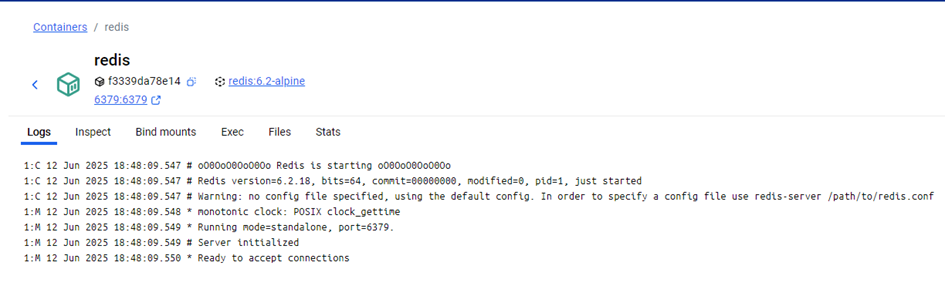 Containers / redis
redis
f3339da78e14 redis:6.2-alpine
6379:6379
Logs Inspect Bind mounts Exec Files Stats
1:C 12 Jun 2025 18:48:09.547 # oO0OoO0OoO0Oo Redis is starting oO0OoO0OoO0Oo
1:C 12 Jun 2025 18:48:09.547 # Redis version=6.2.18, bits=64, commit=00000000, modified=0, pid=1, just started
1:C 12 Jun 2025 18:48:09.547 # Warning: no config file specified, using the default config. In order to specify a config file use redis-server /path/to/redis.conf
1:M 12 Jun 2025 18:48:09.548 * monotonic clock: POSIX clock_gettime
1:M 12 Jun 2025 18:48:09.549 * Running mode=standalone, port=6379.
1:M 12 Jun 2025 18:48:09.549 # Server initialized
1:M 12 Jun 2025 18:48:09.550 * Ready to accept connections